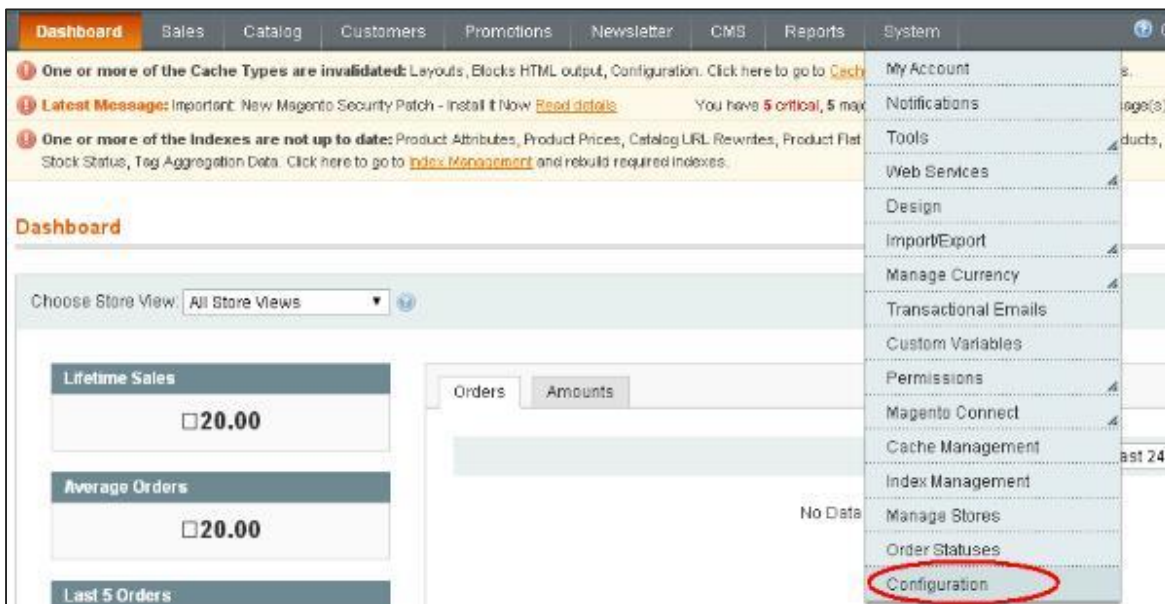 Dashboard Sales Catalog Customers Promotions Newsletter CMS Reports System
One or more of the Cache Types are invalidated: Layouts, Blocks HTML output, Configuration. Click here to go to Cach s.
Latest Message: Important: New Magento Security Patch - Install It Now Read details You have 5 critical, 5 majo
One or more of the Indexes are not up to date: Product Attributes, Product Prices, Catalog URL Rewrites, Product Flat ducts,
Stock Status, Tag Aggregation Data. Click here to go to Index Management and rebuild required indexes.
My Account
Notifications
Tools
Web Services
Design
Import/Export
Manage Currency
Transactional Emails
Custom Variables
Permissions
Magento Connect
Cache Management
Index Management
Manage Stores
Order Statuses
Configuration
Dashboard
Choose Store View: All Store Views
Lifetime Sales
□20.00
Average Orders
□20.00
Last 5 Orders
Orders Amounts
ast 24
No Data